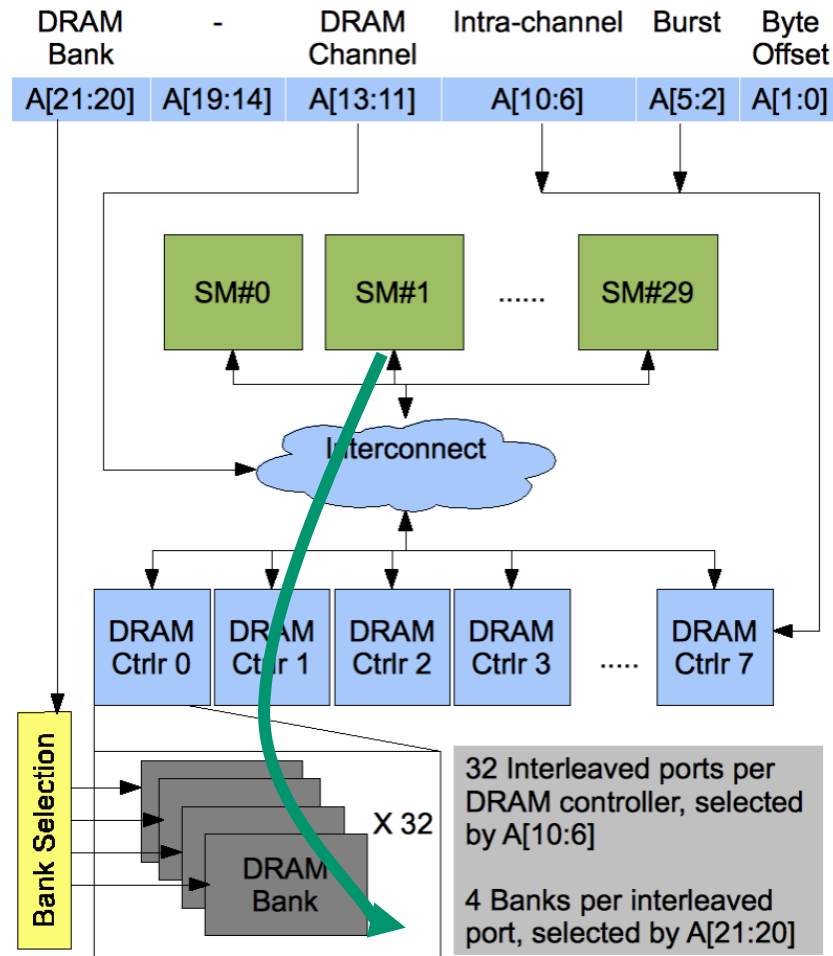 DRAM
Bank
-
DRAM
Channel
Intra-channel
Burst
Byte
Offset
A[21:20]
A[19:14]
A[13:11]
A[10:6]
A[5:2]
A[1:0]
SM#0
SM#1
......
SM#29
Interconnect
DRAM
Ctrlr 0
DRAM
Ctrlr 1
DRAM
Ctrlr 2
DRAM
Ctrlr 3
.....
DRAM
Ctrlr 7
Bank Selection
X 32
DRAM
Bank
32 Interleaved ports per
DRAM controller, selected
by A[10:6]
4 Banks per interleaved
port, selected by A[21:20]